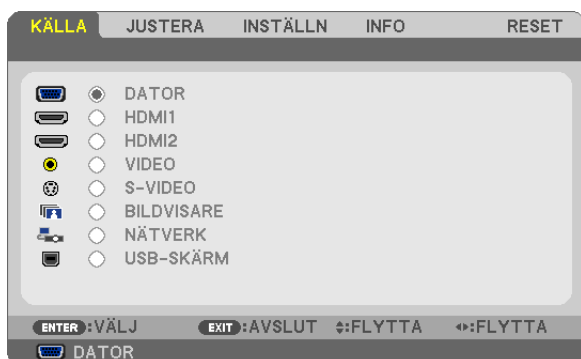 KÄLLA JUSTERA INSTÄLLN INFO RESET
DATOR
HDMI1
HDMI2
VIDEO
S-VIDEO
BILDVISARE
NÄTVERK
USB-SKÄRM
ENTER:VÄLJ EXIT:AVSLUT :FLYTTA :FLYTTA
DATOR